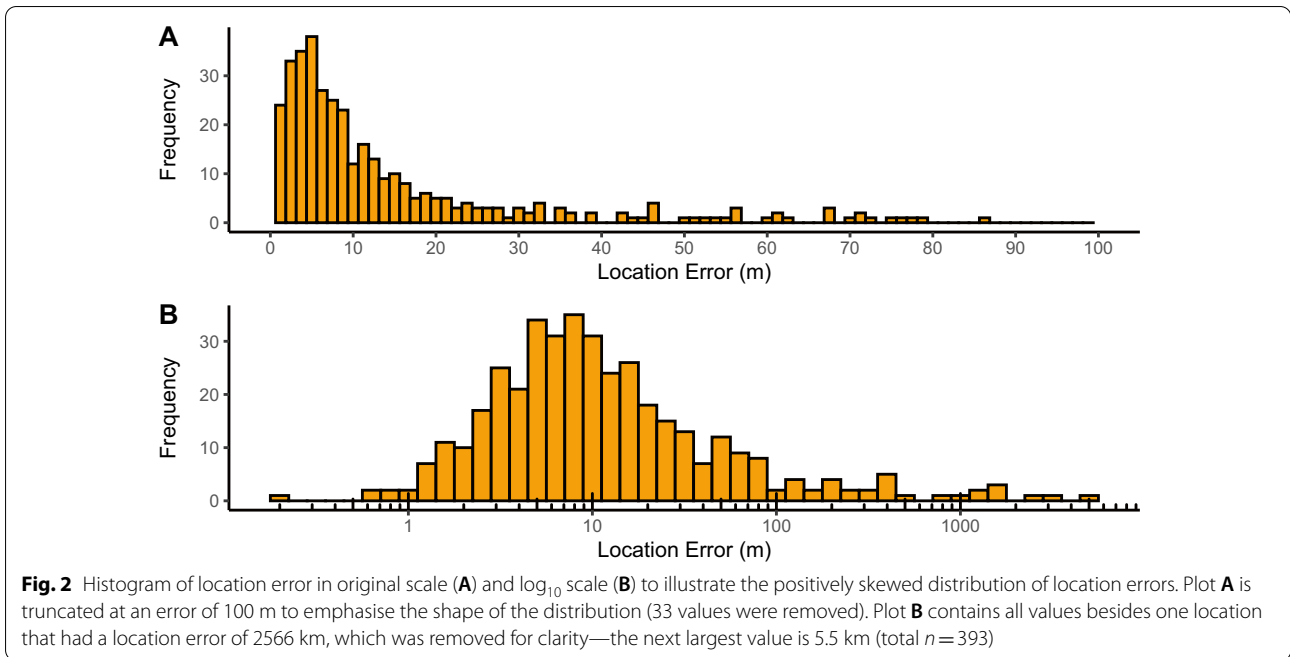 A
Frequency
30
20
10
0
0 10 20 30 40 50 60 70 80 90 100
Location Error (m)
B
Frequency
30
20
10
0
1 10 100 1000
Location Error (m)
Fig. 2 Histogram of location error in original scale (A) and log₁₀ scale (B) to illustrate the positively skewed distribution of location errors. Plot A is
truncated at an error of 100 m to emphasise the shape of the distribution (33 values were removed). Plot B contains all values besides one location
that had a location error of 2566 km, which was removed for clarity—the next largest value is 5.5 km (total n = 393)